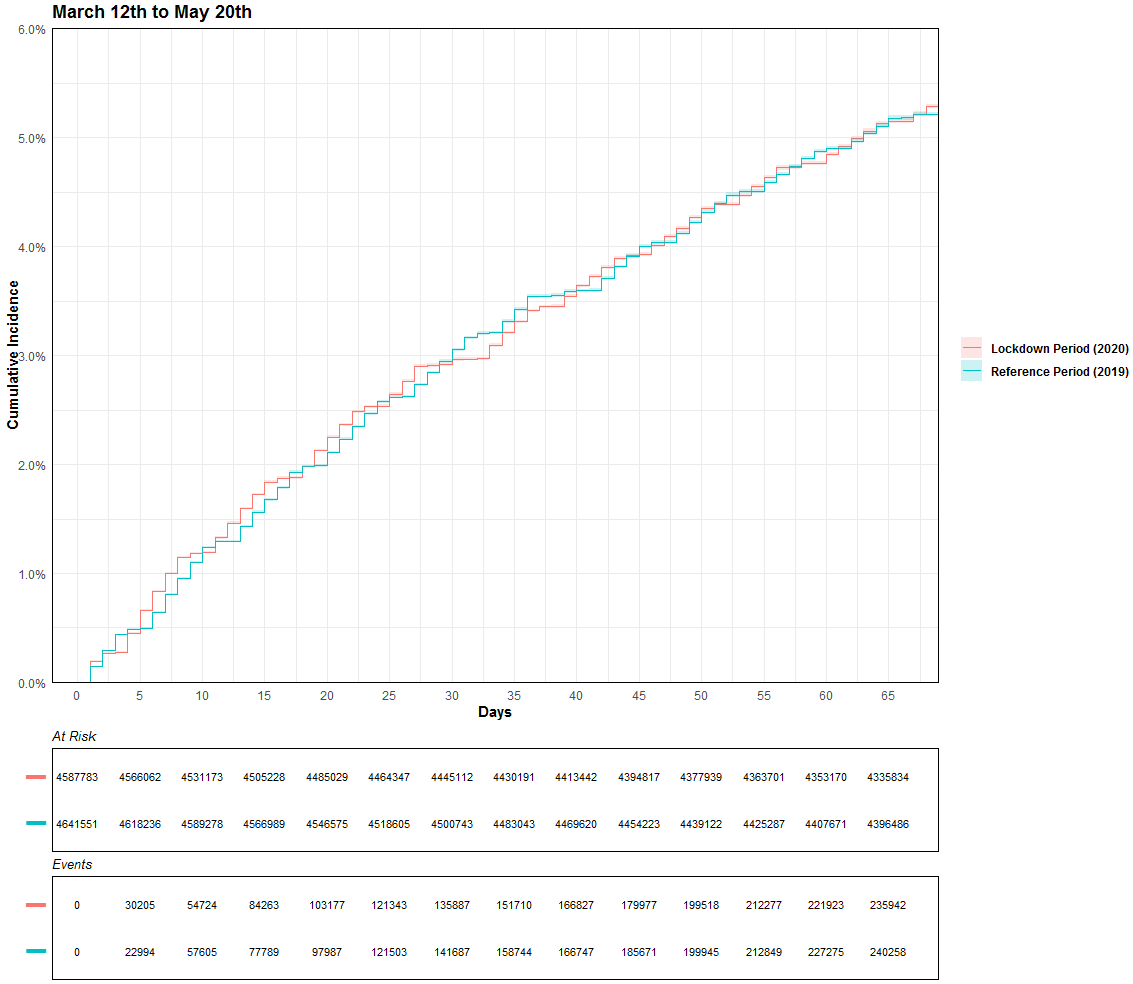 March 12th to May 20th
6.0%
5.0%
4.0%
3.0%
2.0%
1.0%
0.0%
Cumulative Incidence
0 5 10 15 20 25 30 35 40 45 50 55 60 65
Days
Lockdown Period (2020)
Reference Period (2019)
At Risk
4587783 4566062 4531173 4505228 4485029 4464347 4445112 4430191 4413442 4394817 4377939 4363701 4353170 4335834
4641551 4618236 4589278 4566989 4546575 4518605 4500743 4483043 4469620 4454223 4439122 4425287 4407671 4396486
Events
0 30205 54724 84263 103177 121343 135887 151710 166827 179977 199518 212277 221923 235942
0 22994 57605 77789 97987 121503 141687 158744 166747 185671 199945 212849 227275 240258